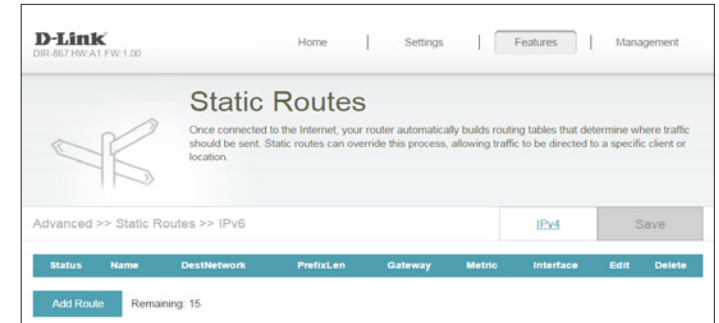 D-Link
DIR-867 HW:A1 FW:1.00
Home | Settings | Features | Management
Static Routes
Once connected to the Internet, your router automatically builds routing tables that determine where traffic
should be sent. Static routes can override this process, allowing traffic to be directed to a specific client or
location.
Advanced >> Static Routes >> IPv6
IPv4
Save
Status Name DestNetwork PrefixLen Gateway Metric Interface Edit Delete
Add Route Remaining: 15